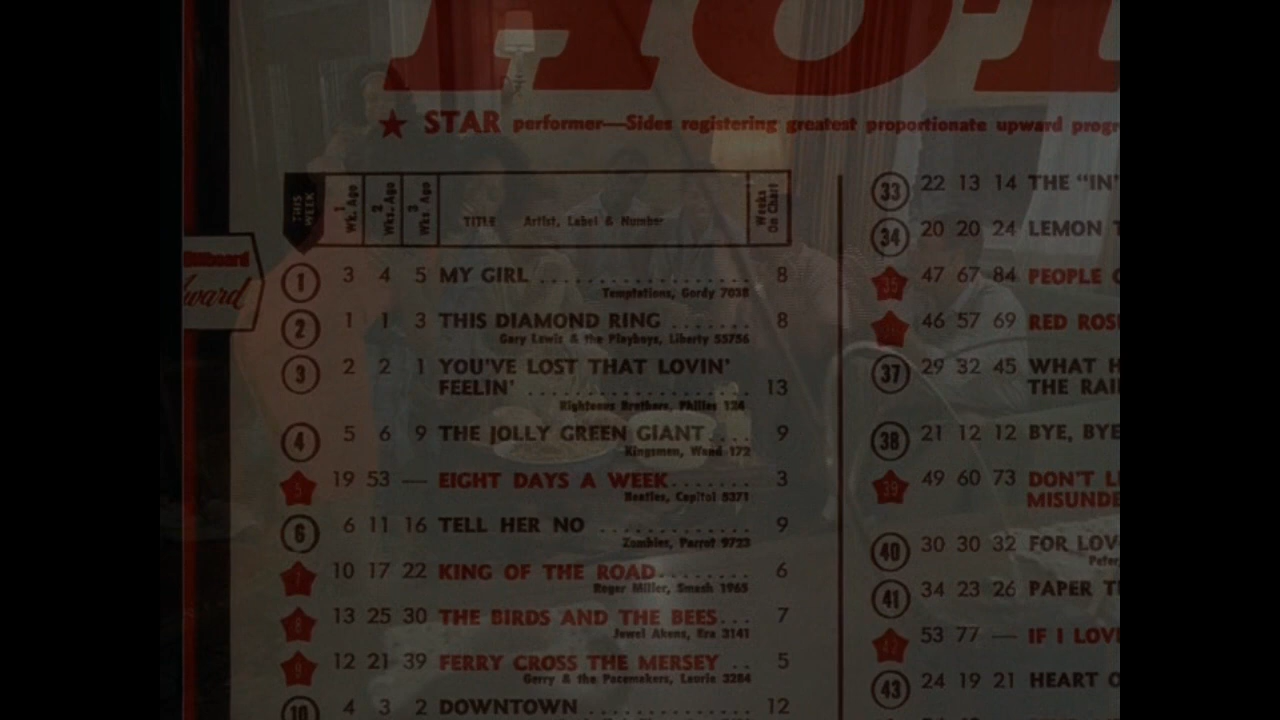 HOT
★ STAR performer—Sides registering greatest proportionate upward progr
Billboard
Award
THIS WEEK
1 Wk. Ago
2 Wks. Ago
3 Wks. Ago
TITLE Artist, Label & Number
Weeks On Chart
1 3 4 5 MY GIRL . . . . . . . . . . . . . . . . . . 8
Temptations, Gordy 7038
2 1 1 3 THIS DIAMOND RING . . . . . . . 8
Gary Lewis & the Playboys, Liberty 55756
3 2 2 1 YOU'VE LOST THAT LOVIN'
FEELIN' . . . . . . . . . . . . . . . . . . . 13
Righteous Brothers, Philles 124
4 5 6 9 THE JOLLY GREEN GIANT. . . . 9
Kingsmen, Wand 172
5 19 53 — EIGHT DAYS A WEEK. . . . . . . 3
Beatles, Capitol 5371
6 6 11 16 TELL HER NO . . . . . . . . . . . . . 9
Zombies, Parrot 9723
7 10 17 22 KING OF THE ROAD. . . . . . . . 6
Roger Miller, Smash 1965
8 13 25 30 THE BIRDS AND THE BEES. . . 7
Jewel Akens, Era 3141
9 12 21 39 FERRY CROSS THE MERSEY . . 5
Gerry & the Pacemakers, Laurie 3284
10 4 3 2 DOWNTOWN . . . . . . . . . . . . . . 12
33 22 13 14 THE "IN"
34 20 20 24 LEMON T
35 47 67 84 PEOPLE G
46 57 69 RED ROSE
37 29 32 45 WHAT H
THE RAI
38 21 12 12 BYE, BYE
39 49 60 73 DON'T LE
MISUNDE
40 30 30 32 FOR LOV
Peter,
41 34 23 26 PAPER TI
42 53 77 — IF I LOVE
43 24 19 21 HEART O